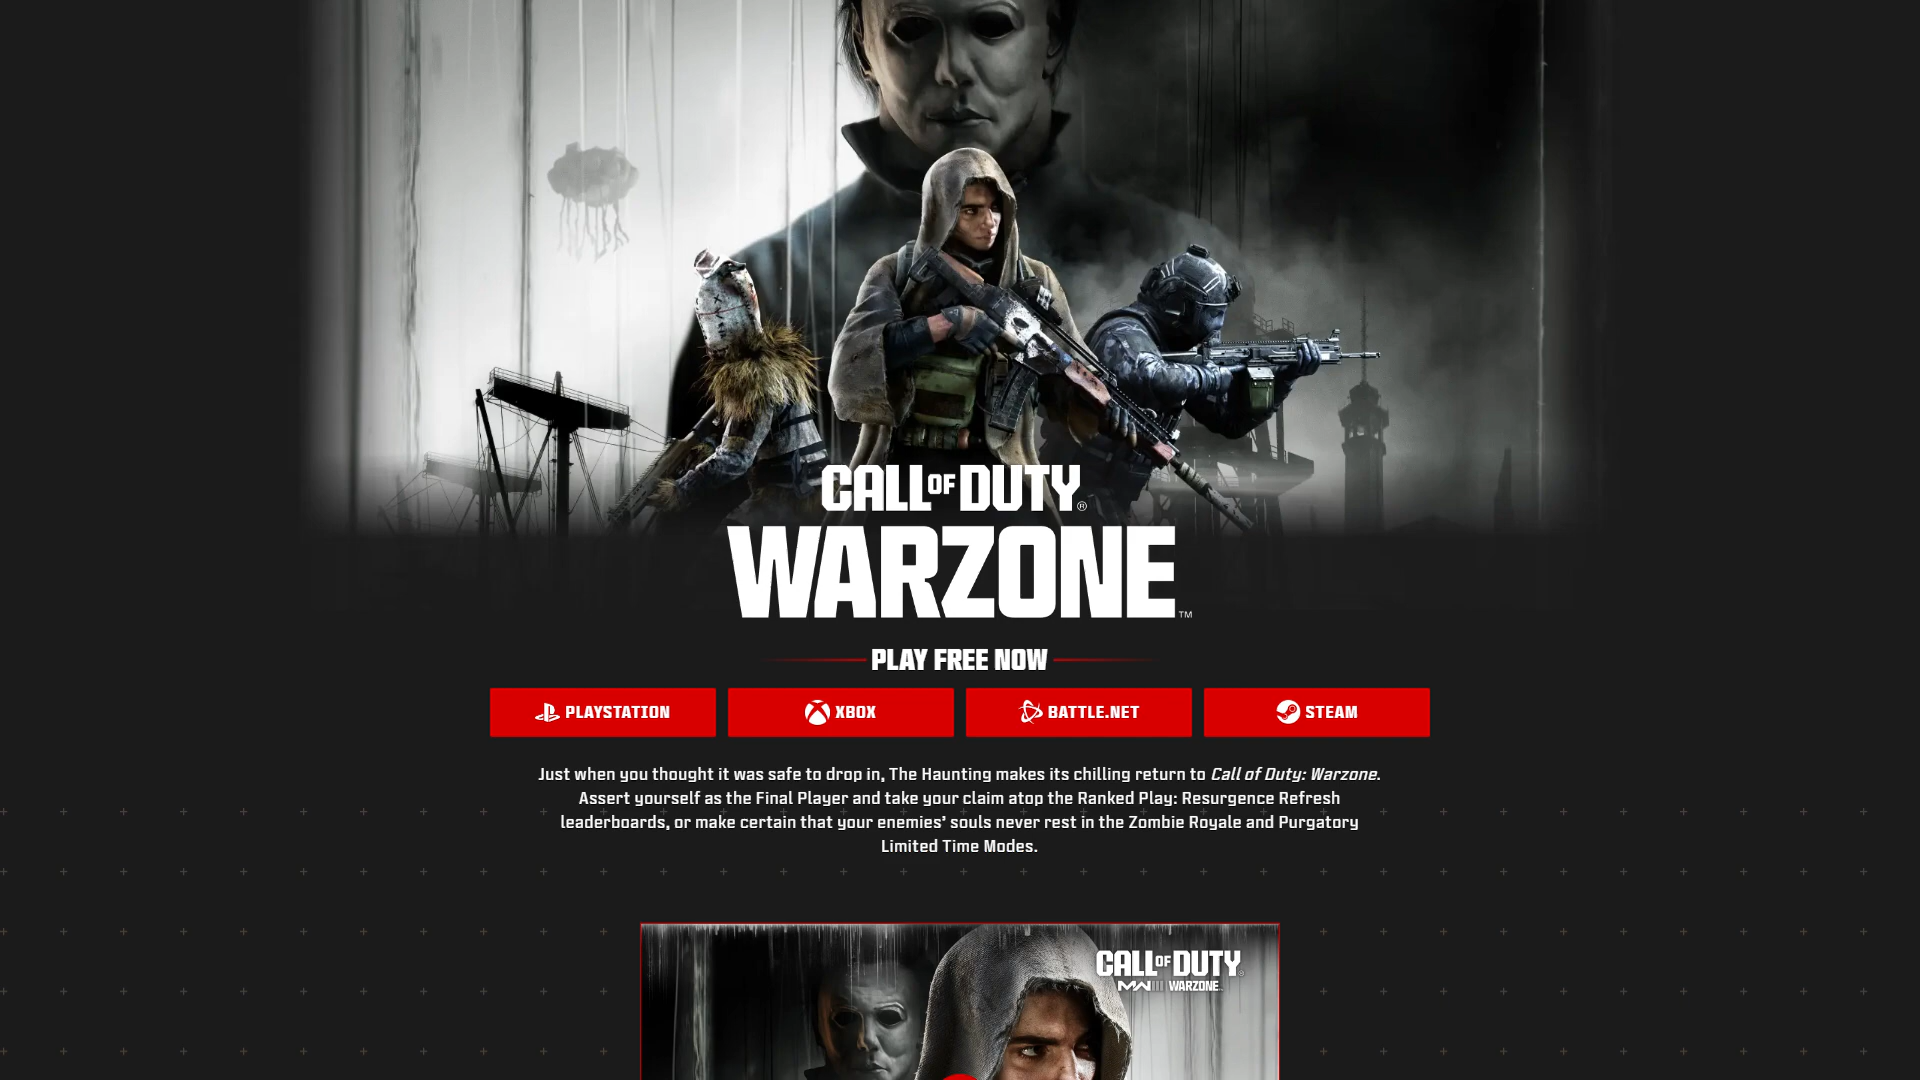 CALL OF DUTY®
WARZONE™
PLAY FREE NOW
PLAYSTATION
XBOX
BATTLE.NET
STEAM
Just when you thought it was safe to drop in, The Haunting makes its chilling return to Call of Duty: Warzone.
Assert yourself as the Final Player and take your claim atop the Ranked Play: Resurgence Refresh
leaderboards, or make certain that your enemies’ souls never rest in the Zombie Royale and Purgatory
Limited Time Modes.
CALL OF DUTY®
MWIII WARZONE™